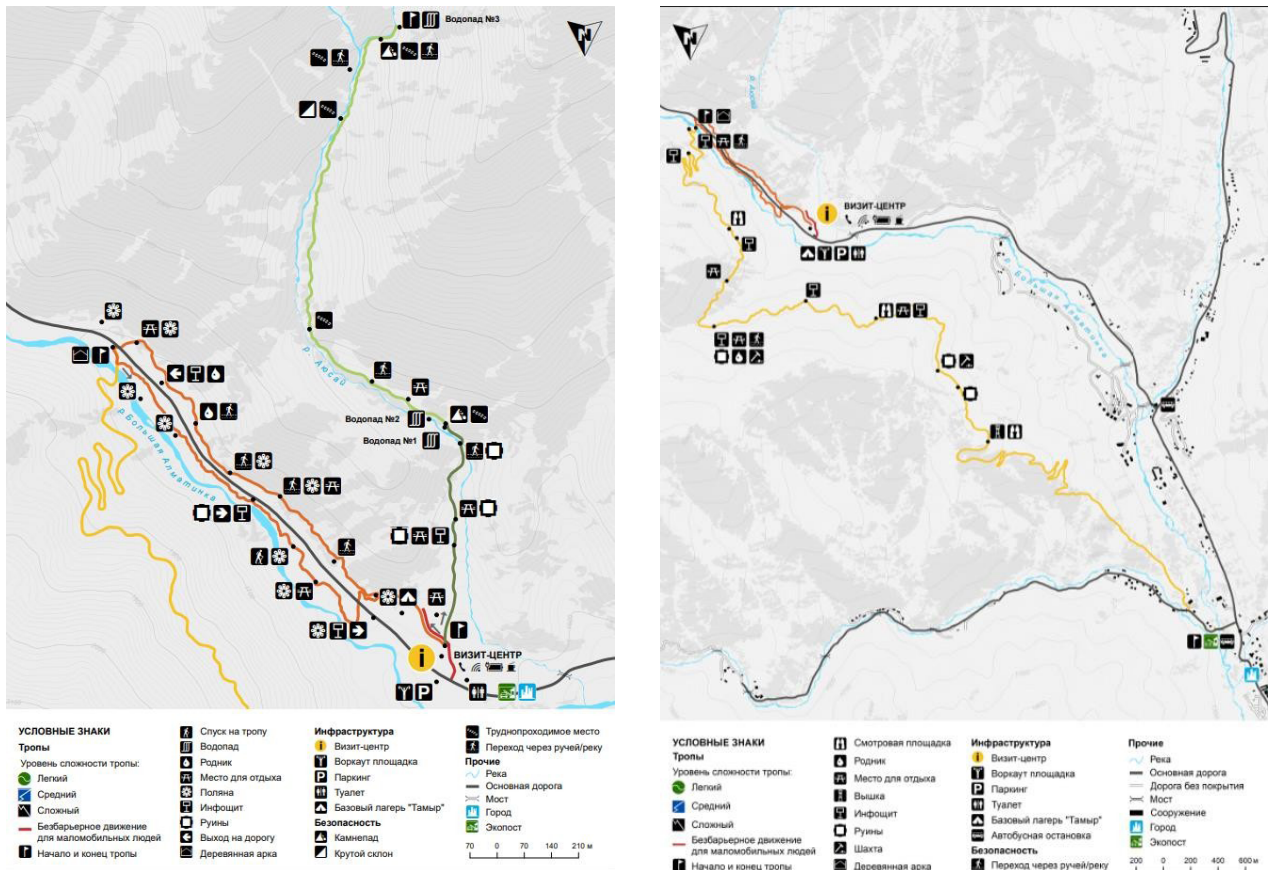 Водопад №3
N
р. Аюсай
Водопад №2
Водопад №1
р.Большая Алматинка
i
ВИЗИТ-ЦЕНТР
P
УСЛОВНЫЕ ЗНАКИ
Тропы
Уровень сложности тропы:
Легкий
Средний
Сложный
Безбарьерное движение
для маломобильных людей
Начало и конец тропы
Спуск на тропу
Водопад
Родник
Место для отдыха
Поляна
Инфощит
Руины
Выход на дорогу
Деревянная арка
Инфраструктура
i Визит-центр
Воркаут площадка
P Паркинг
Туалет
Базовый лагерь "Тамыр"
Безопасность
Камнепад
Крутой склон
Труднопроходимое место
Переход через ручей/реку
Прочие
Река
Основная дорога
Мост
Город
Экопост
70 0 70 140 210 м
N
р. Аюсай
i
ВИЗИТ-ЦЕНТР
P
р. Большая Алматинка
УСЛОВНЫЕ ЗНАКИ
Тропы
Уровень сложности тропы:
Легкий
Средний
Сложный
Безбарьерное движение
для маломобильных людей
Начало и конец тропы
Смотровая площадка
Родник
Место для отдыха
Вышка
Инфощит
Руины
Шахта
Деревянная арка
Инфраструктура
i Визит-центр
Воркаут площадка
P Паркинг
Туалет
Базовый лагерь "Тамыр"
Автобусная остановка
Безопасность
Переход через ручей/реку
Прочие
Река
Основная дорога
Дорога без покрытия
Мост
Сооружение
Город
Экопост
200 0 200 400 600 м